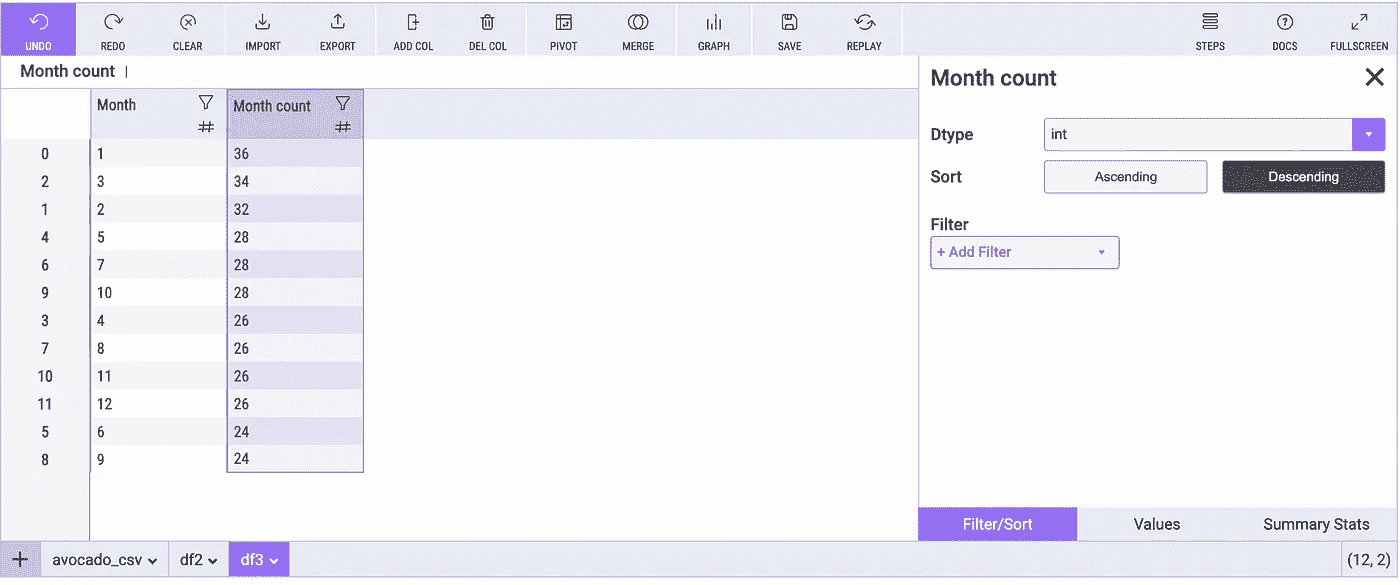 UNDO REDO CLEAR IMPORT EXPORT ADD COL DEL COL PIVOT MERGE GRAPH SAVE REPLAY STEPS DOCS FULLSCREEN
Month count
Month Month count
0 1 36
2 3 34
1 2 32
4 5 28
6 7 28
9 10 28
3 4 26
7 8 26
10 11 26
11 12 26
5 6 24
8 9 24
Month count
Dtype int
Sort Ascending Descending
Filter
+ Add Filter
Filter/Sort Values Summary Stats
+ avocado_csv df2 df3 (12, 2)